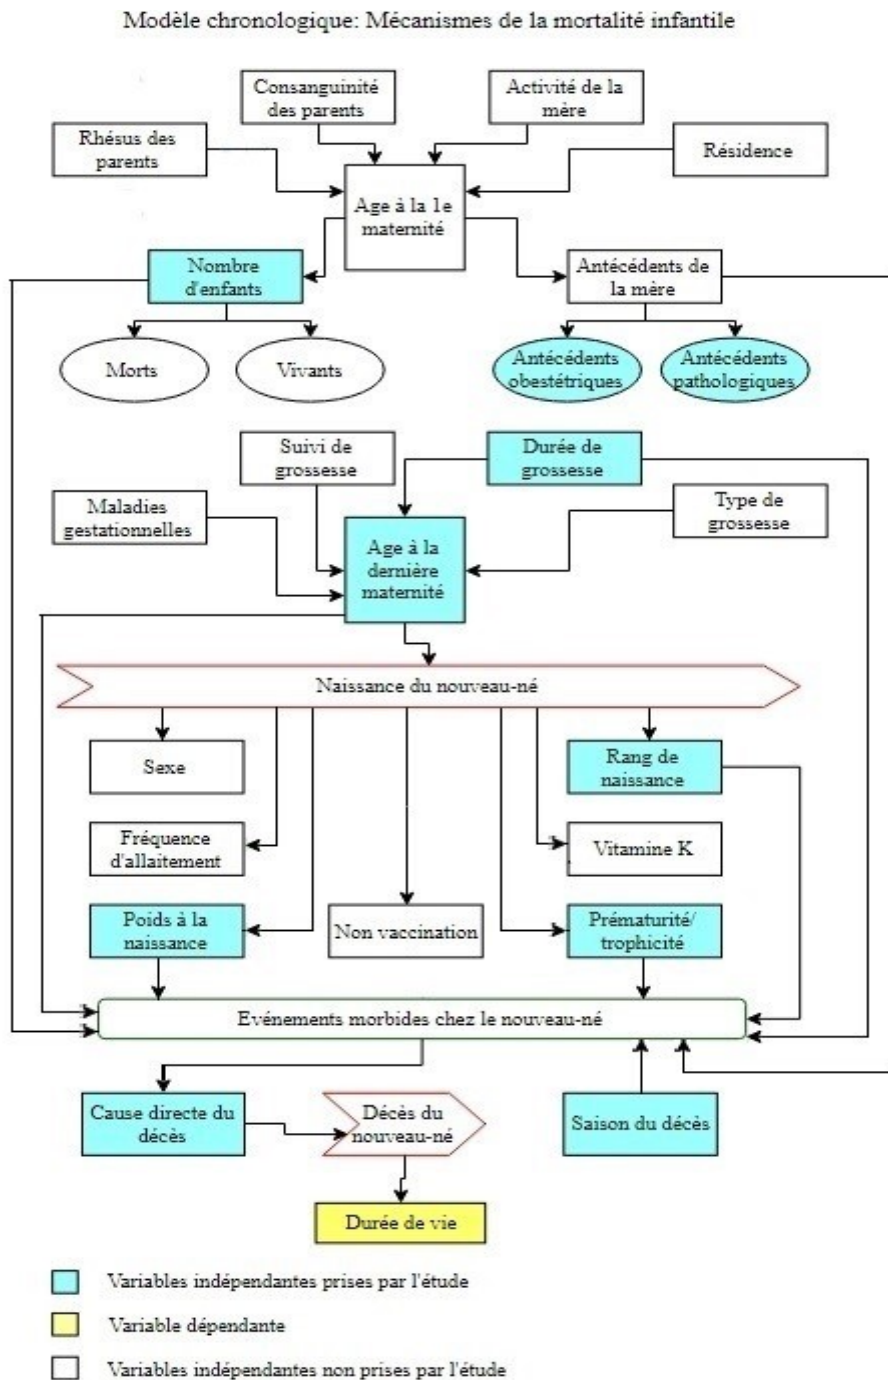 Modèle chronologique: Mécanismes de la mortalité infantile
Consanguinité
des parents
Activité de la
mère
Rhésus des
parents
Résidence
Age à la 1e
maternité
Nombre
d'enfants
Antécédents de
la mère
Morts
Vivants
Antécédents
obestétriques
Antécédents
pathologiques
Suivi de
grossesse
Durée de
grossesse
Maladies
gestationnelles
Type de
grossesse
Age à la
dernière
maternité
Naissance du nouveau-né
Sexe
Rang de
naissance
Fréquence
d'allaitement
Vitamine K
Poids à la
naissance
Non vaccination
Prématurité/
trophicité
Evénements morbides chez le nouveau-né
Cause directe du
décès
Décès du
nouveau-né
Saison du décès
Durée de vie
Variables indépendantes prises par l'étude
Variable dépendante
Variables indépendantes non prises par l'étude